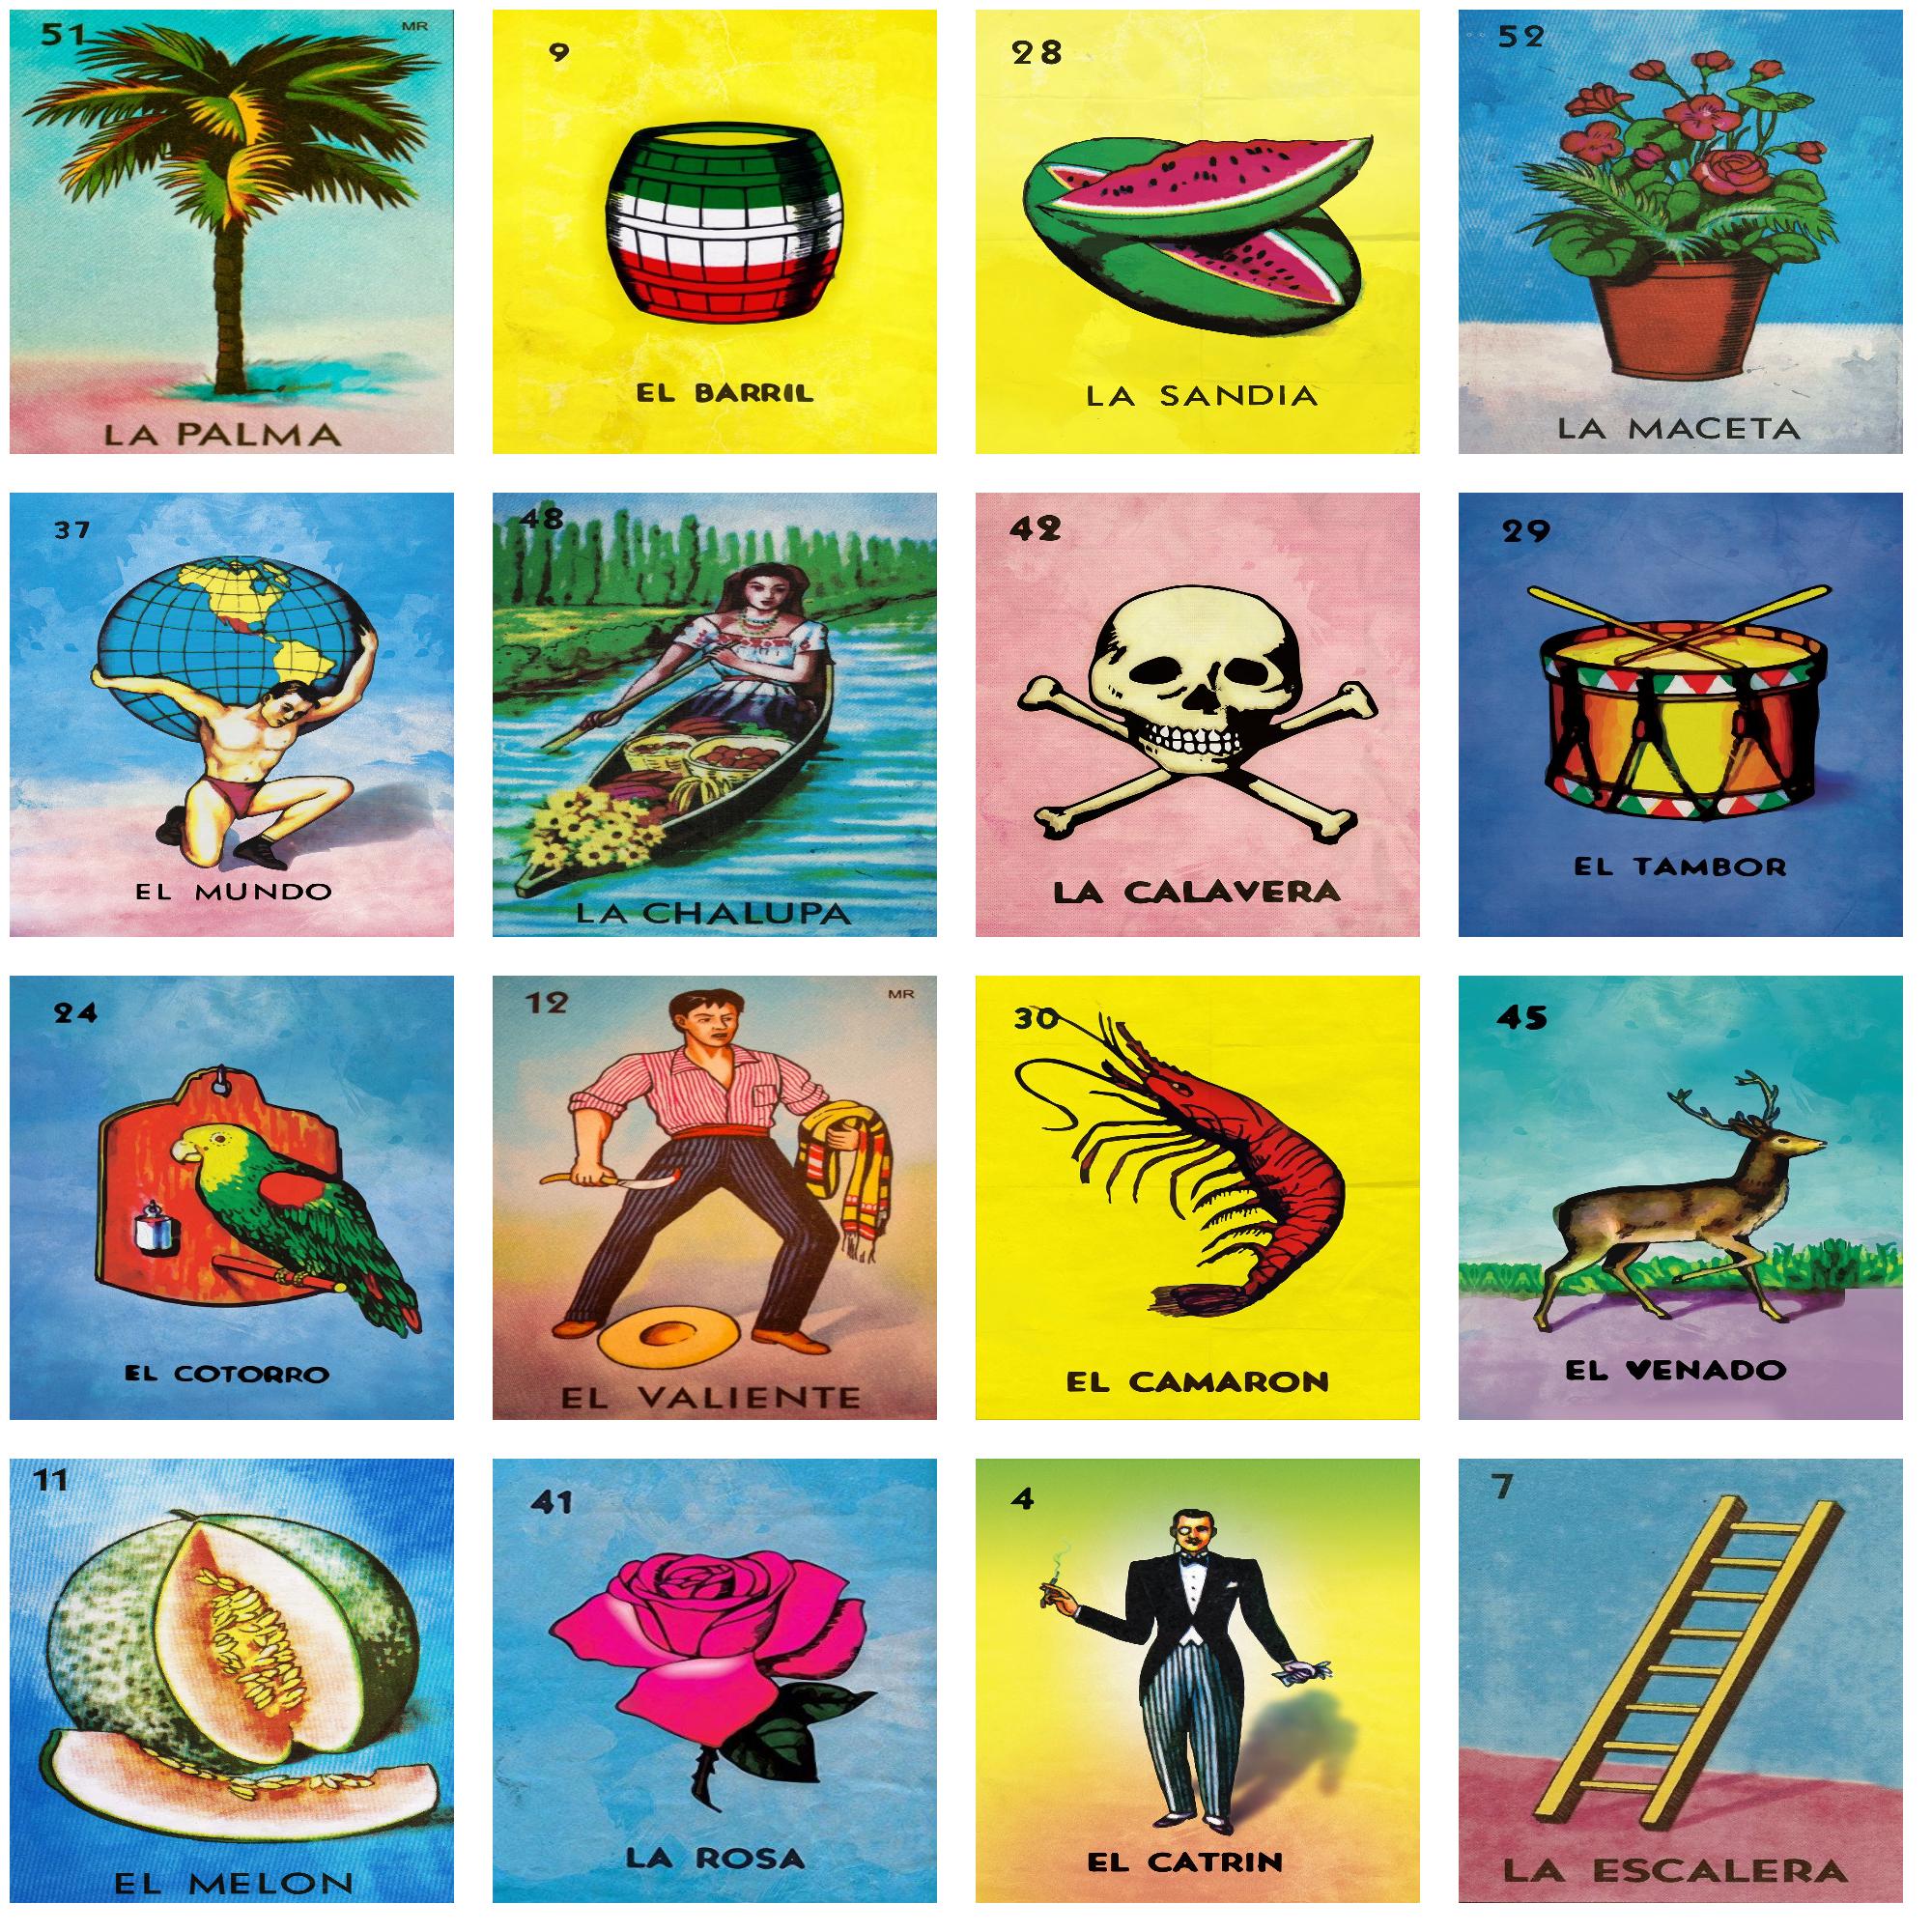 51 MR
LA PALMA
9
EL BARRIL
28
LA SANDIA
52
LA MACETA
37
EL MUNDO
48
LA CHALUPA
42
LA CALAVERA
29
EL TAMBOR
24
EL COTORRO
12 MR
EL VALIENTE
30
EL CAMARON
45
EL VENADO
11
EL MELON
41
LA ROSA
4
EL CATRIN
7
LA ESCALERA